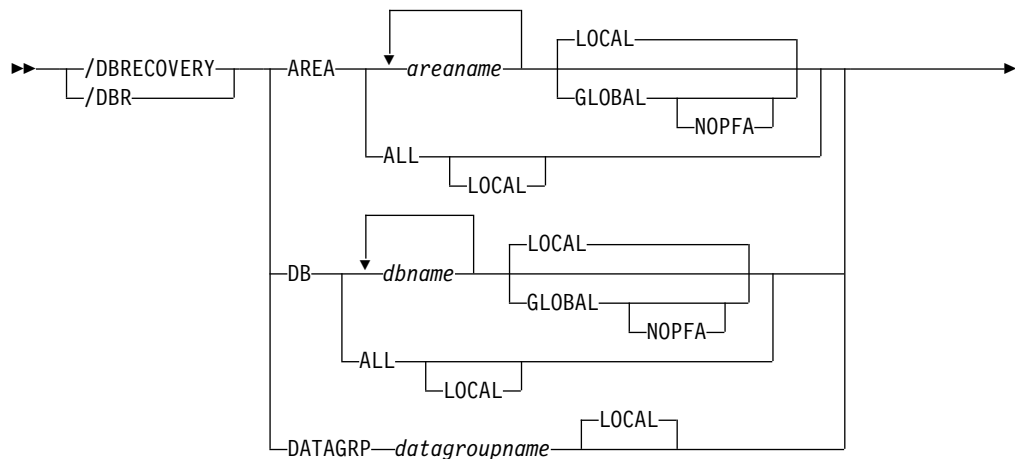 LOCAL
/DBRECOVERY AREA areaname
/DBR GLOBAL
NOPFA
ALL
LOCAL
LOCAL
DB dbname
GLOBAL
NOPFA
ALL
LOCAL
LOCAL
DATAGRP datagroupname